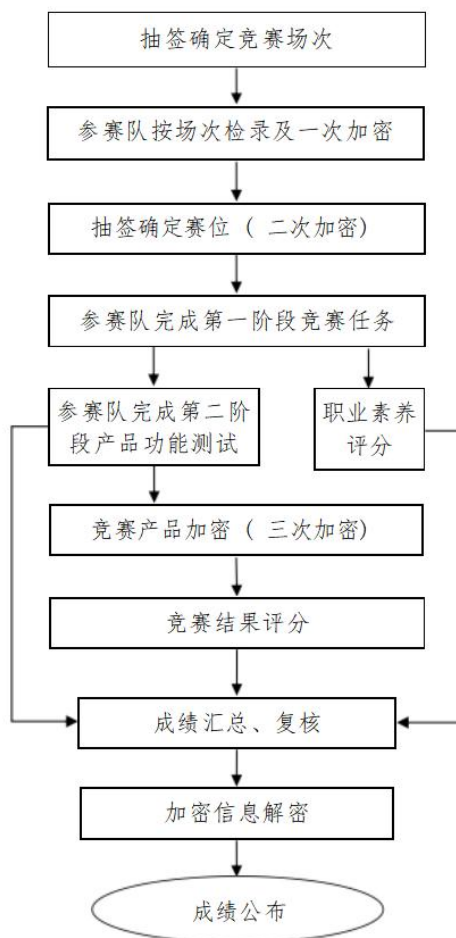 抽签确定竞赛场次
参赛队按场次检录及一次加密
抽签确定赛位（ 二次加密）
参赛队完成第一阶段竞赛任务
参赛队完成第二阶
段产品功能测试
职业素养
评分
竞赛产品加密（ 三次加密）
竞赛结果评分
成绩汇总、复核
加密信息解密
成绩公布